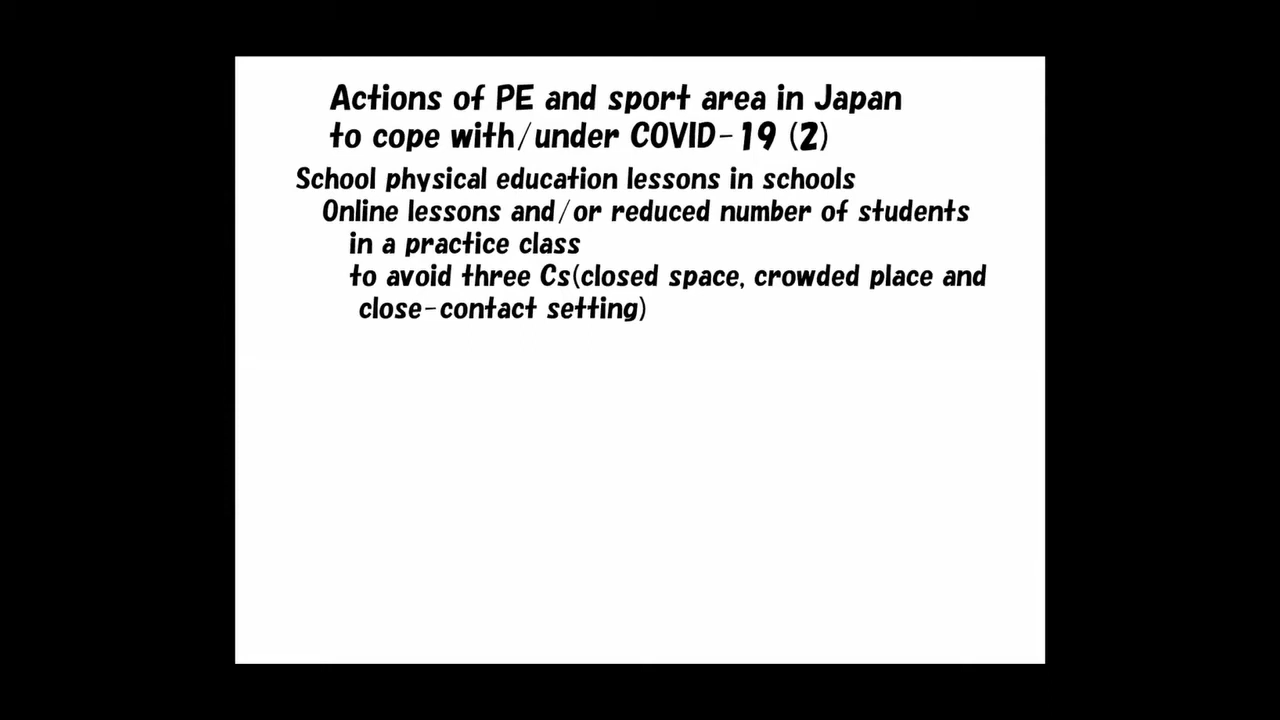 Actions of PE and sport area in Japan
to cope with/under COVID-19 (2)
School physical education lessons in schools
Online lessons and/or reduced number of students
in a practice class
to avoid three Cs(closed space, crowded place and
close-contact setting)